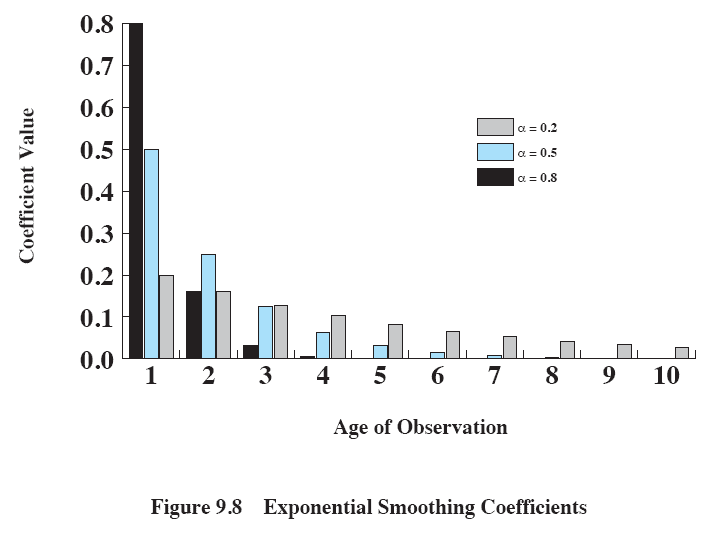 0.8
0.7
0.6
0.5
0.4
0.3
0.2
0.1
0.0
Coefficient Value
α = 0.2
α = 0.5
α = 0.8
1 2 3 4 5 6 7 8 9 10
Age of Observation
Figure 9.8 Exponential Smoothing Coefficients